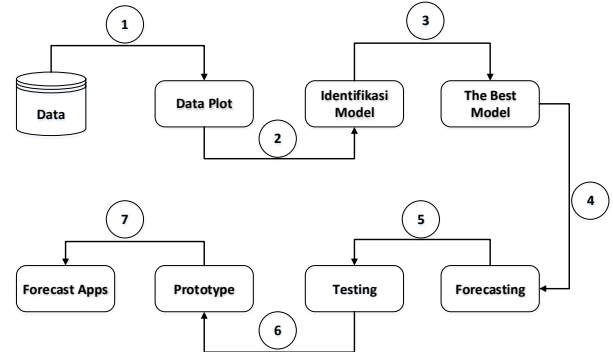 1
3
Data
Data Plot
Identifikasi
Model
The Best
Model
2
4
7
5
Forecast Apps
Prototype
Testing
Forecasting
6